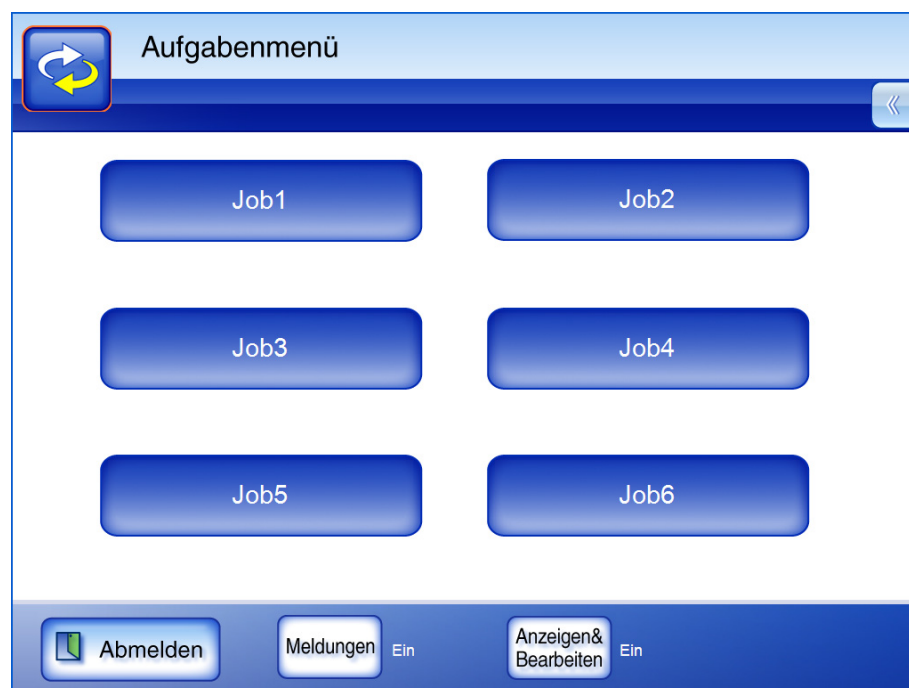 Aufgabenmenü
Job1
Job2
Job3
Job4
Job5
Job6
Abmelden
Meldungen
Ein
Anzeigen&
Bearbeiten
Ein